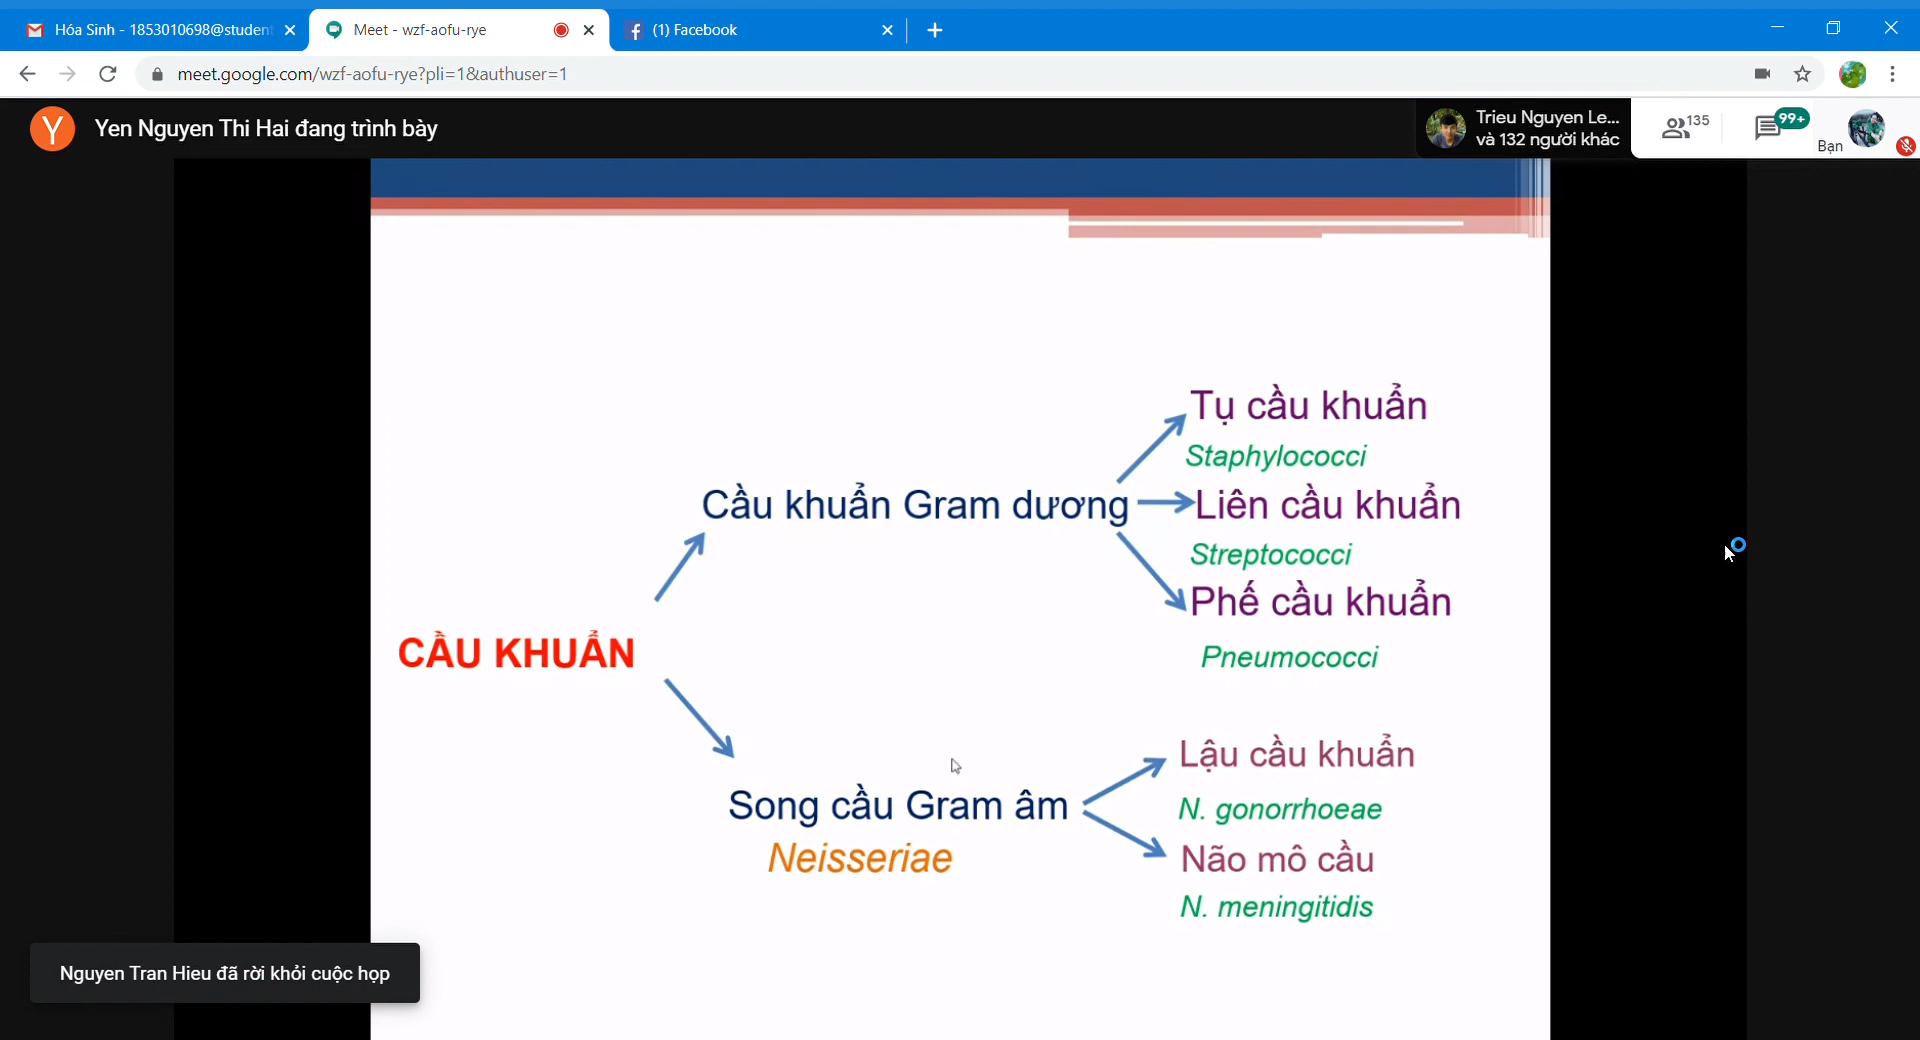 Hóa Sinh - 1853010698@student
Meet - wzf-aofu-rye
(1) Facebook
meet.google.com/wzf-aofu-rye?pli=1&authuser=1
Y
Yen Nguyen Thi Hai đang trình bày
Trieu Nguyen Le...
và 132 người khác
135
99+
Bạn
Tụ cầu khuẩn
Staphylococci
Cầu khuẩn Gram dương
Liên cầu khuẩn
Streptococci
Phế cầu khuẩn
Pneumococci
CẦU KHUẨN
Lậu cầu khuẩn
Song cầu Gram âm
N. gonorrhoeae
Neisseriae
Não mô cầu
N. meningitidis
Nguyen Tran Hieu đã rời khỏi cuộc họp